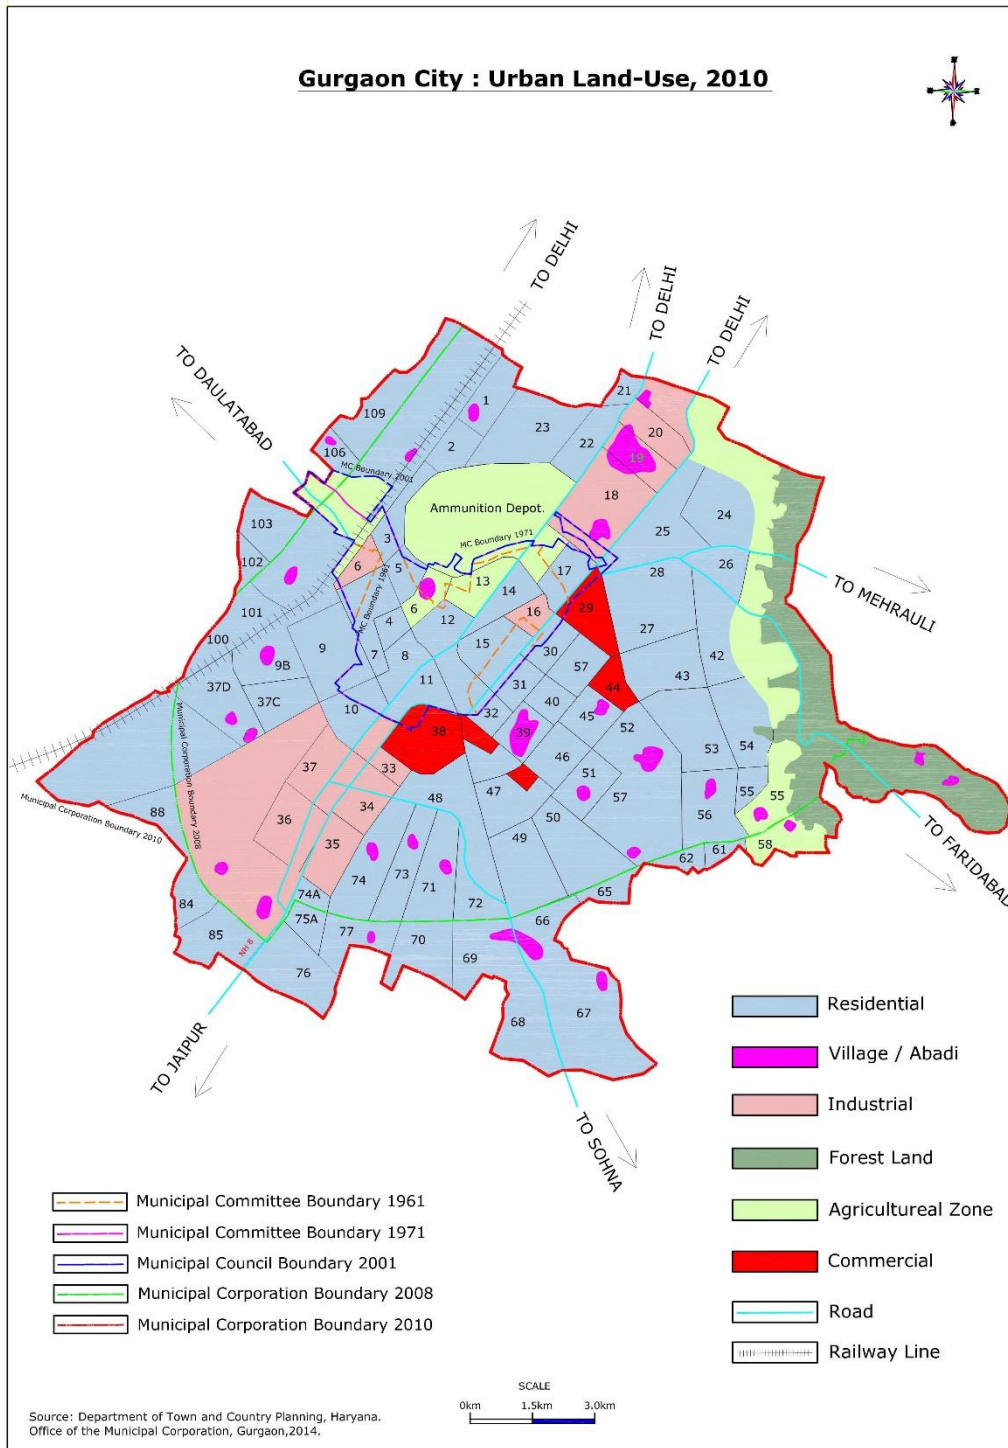 Gurgaon City : Urban Land-Use, 2010
TO DELHI
TO DELHI
TO DELHI
TO DAULATABAD
109
1
23
21
20
22
2
19
106
MC Boundary 2001
18
Ammunition Depot.
24
103
25
MC Boundary 1971
3
102
6
5
17
28
26
TO MEHRAULI
MC Boundary 1961
13
14
29
101
6
4
12
16
27
100
9
15
42
9B
7
8
30
57
43
37D
11
31
44
37C
10
32
40
45
52
38
39
53
54
Municipal Corporation Boundary 2008
37
33
46
51
55
55
Municipal Corporation Boundary 2010
88
34
48
47
57
56
36
50
TO FARIDABAD
35
49
58
62
61
74
73
71
74A
72
65
84
75A
66
85
77
70
NH 8
69
76
67
68
TO JAIPUR
TO SOHNA
Residential
Village / Abadi
Industrial
Forest Land
Agricultureal Zone
Commercial
Road
Railway Line
Municipal Committee Boundary 1961
Municipal Committee Boundary 1971
Municipal Council Boundary 2001
Municipal Corporation Boundary 2008
Municipal Corporation Boundary 2010
SCALE
0km 1.5km 3.0km
Source: Department of Town and Country Planning, Haryana.
Office of the Municipal Corporation, Gurgaon,2014.